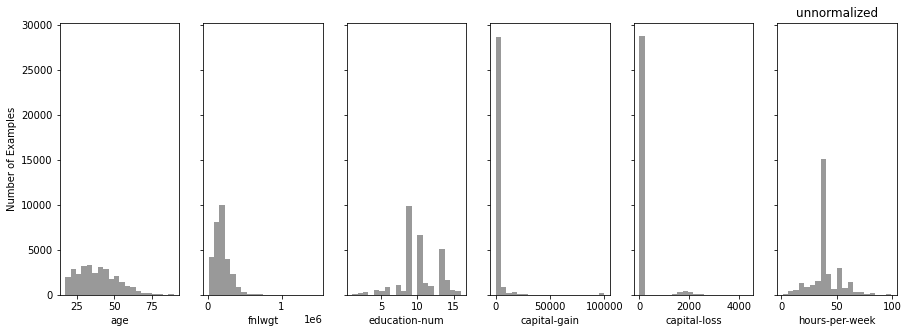 unnormalized
Number of Examples
30000
25000
20000
15000
10000
5000
0
25 50 75
age
0 1
1e6
fnlwgt
5 10 15
education-num
0 50000 100000
capital-gain
0 2000 4000
capital-loss
0 50 100
hours-per-week